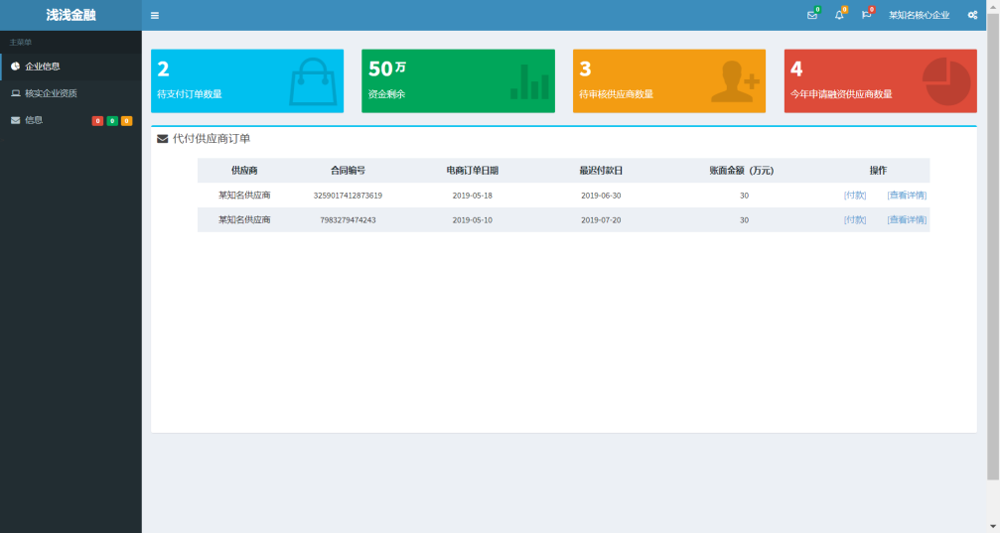 浅浅金融
0
0
0
某知名核心企业
主菜单
企业信息
核实企业资质
信息
0 0 0
2
待支付订单数量
50万
资金剩余
3
待审核供应商数量
4
今年申请融资供应商数量
代付供应商订单
供应商 合同编号 电商订单日期 最迟付款日 账面金额（万元） 操作
某知名供应商 3259017412873619 2019-05-18 2019-06-30 30 [付款] [查看详情]
某知名供应商 7983279474243 2019-05-10 2019-07-20 30 [付款] [查看详情]